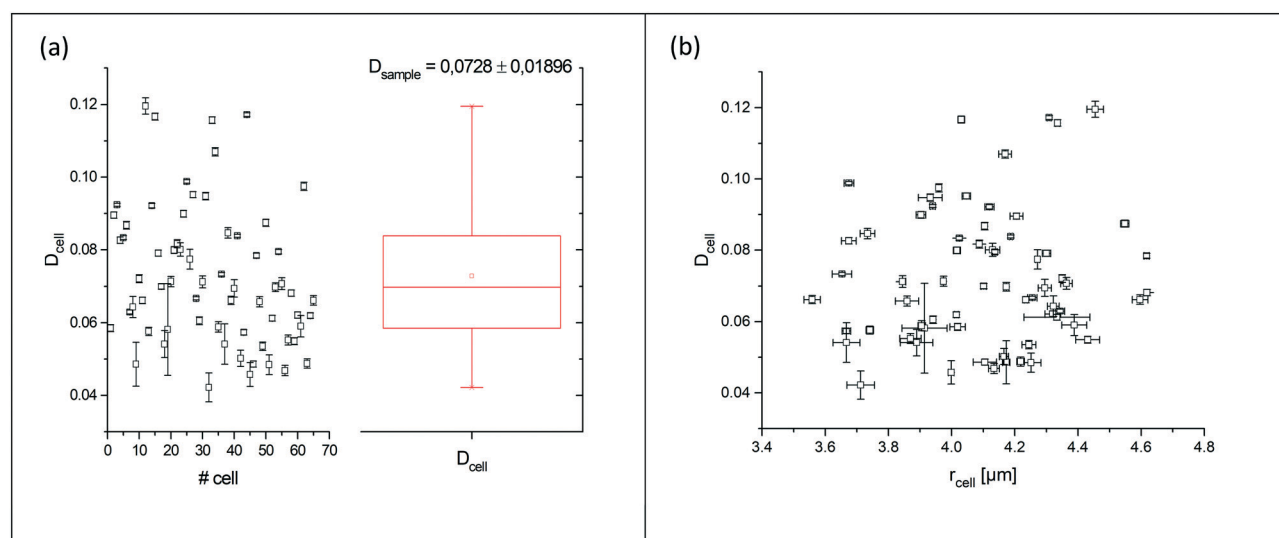 (a)
D_sample = 0,0728 ± 0,01896
0.12
0.10
0.08
0.06
0.04
D_cell
0 10 20 30 40 50 60 70
# cell
D_cell
(b)
0.12
0.10
0.08
0.06
0.04
D_cell
3.4 3.6 3.8 4.0 4.2 4.4 4.6 4.8
r_cell [µm]